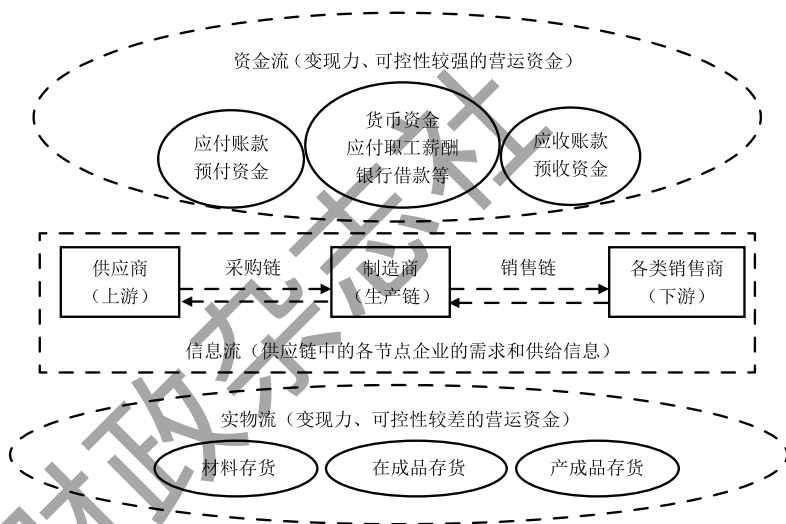 资金流（变现力、可控性较强的营运资金）
应付账款
预付资金
货币资金
应付职工薪酬
银行借款等
应收账款
预收资金
供应商
（上游）
采购链
制造商
（生产链）
销售链
各类销售商
（下游）
信息流（供应链中的各节点企业的需求和供给信息）
实物流（变现力、可控性较差的营运资金）
材料存货
在成品存货
产成品存货
财政杂志社